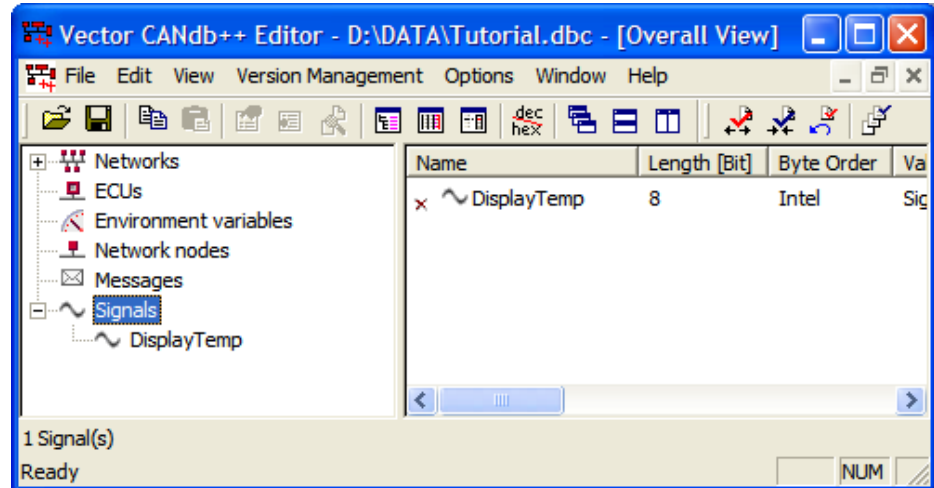 Vector CANdb++ Editor - D:\DATA\Tutorial.dbc - [Overall View]
File Edit View Version Management Options Window Help
dec
hex
Networks
ECUs
Environment variables
Network nodes
Messages
Signals
DisplayTemp
Name Length [Bit] Byte Order Va
DisplayTemp 8 Intel Sig
1 Signal(s)
Ready NUM